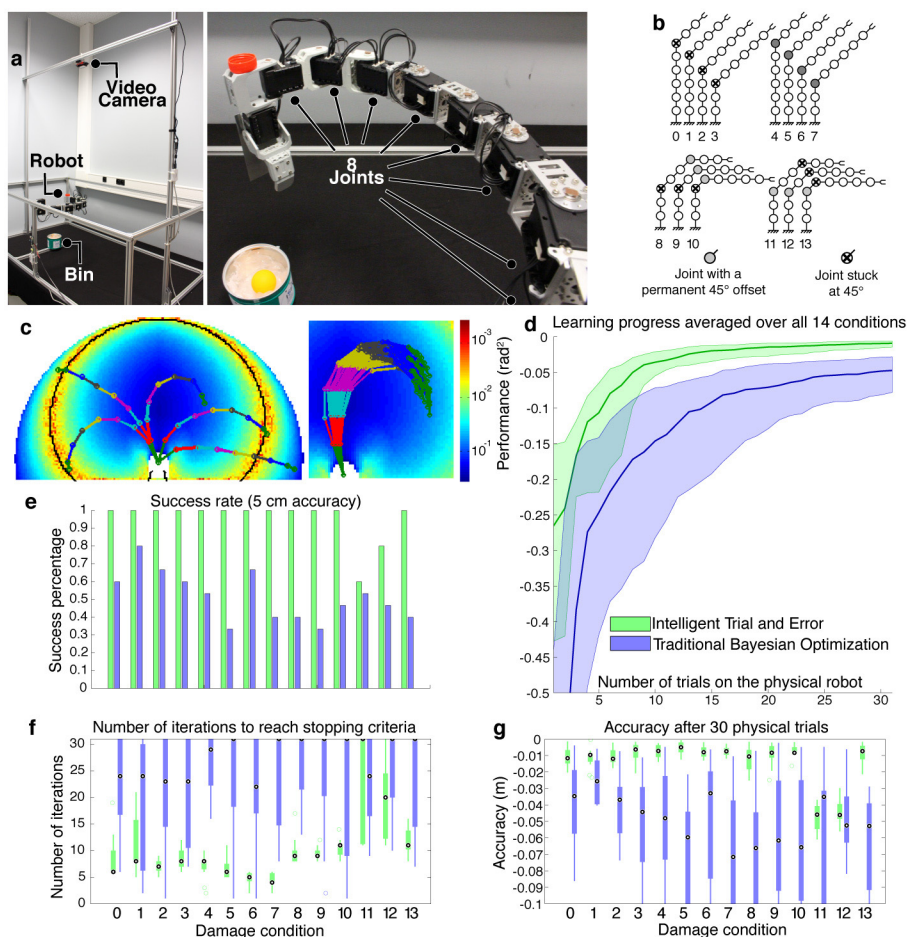 a
Video
Camera
Robot
Bin
8
Joints
b
0 1 2 3 4 5 6 7
8 9 10 11 12 13
Joint with a
permanent 45° offset
Joint stuck
at 45°
c
10⁻³
10⁻²
10⁻¹
d Learning progress averaged over all 14 conditions
Performance (rad²)
0
-0.05
-0.1
-0.15
-0.2
-0.25
-0.3
-0.35
-0.4
-0.45
-0.5
Intelligent Trial and Error
Traditional Bayesian Optimization
Number of trials on the physical robot
5 10 15 20 25 30
e Success rate (5 cm accuracy)
Success percentage
1
0.9
0.8
0.7
0.6
0.5
0.4
0.3
0.2
0.1
0
f Number of iterations to reach stopping criteria
Number of iterations
30
25
20
15
10
5
0
0 1 2 3 4 5 6 7 8 9 10 11 12 13
Damage condition
g Accuracy after 30 physical trials
Accuracy (m)
0
-0.01
-0.02
-0.03
-0.04
-0.05
-0.06
-0.07
-0.08
-0.09
-0.1
0 1 2 3 4 5 6 7 8 9 10 11 12 13
Damage condition